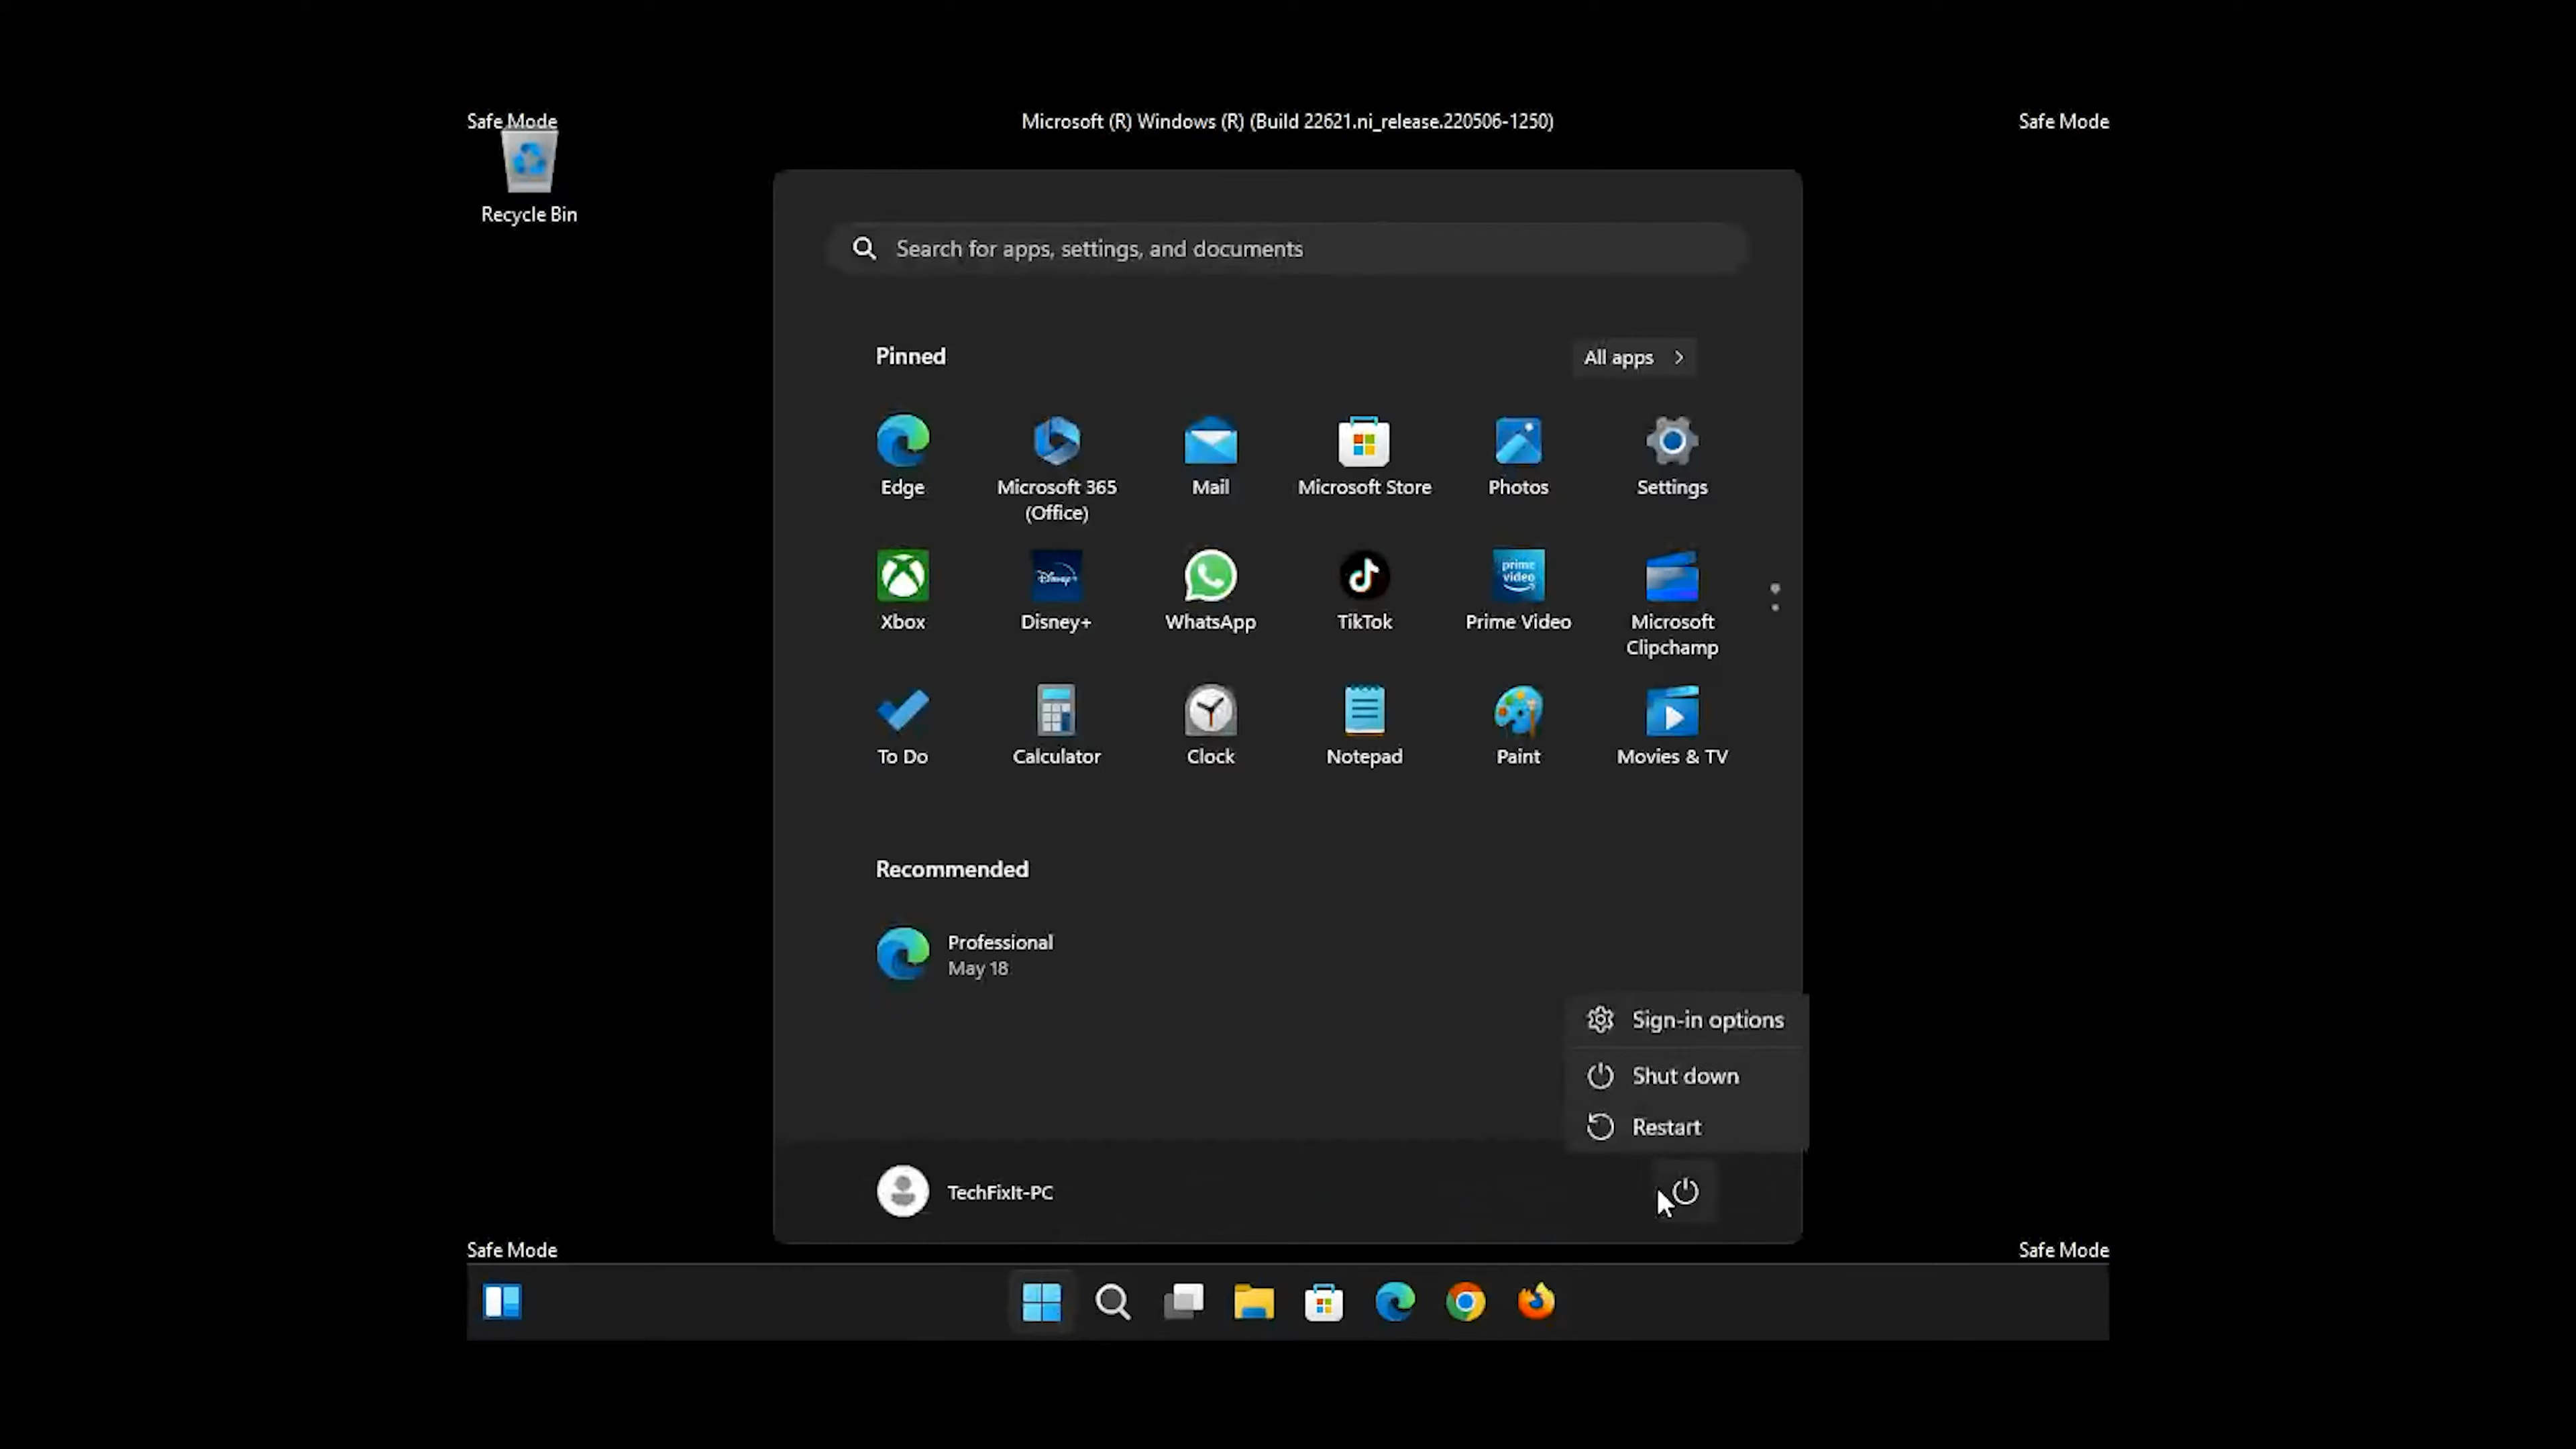 Safe Mode
Microsoft (R) Windows (R) (Build 22621.ni_release.220506-1250)
Safe Mode
Recycle Bin
Search for apps, settings, and documents
Pinned
All apps
Edge
Microsoft 365
(Office)
Mail
Microsoft Store
Photos
Settings
Xbox
Disney+
Disney+
WhatsApp
TikTok
prime
video
Prime Video
Microsoft
Clipchamp
To Do
Calculator
Clock
Notepad
Paint
Movies & TV
Recommended
Professional
May 18
Sign-in options
Shut down
Restart
TechFixIt-PC
Safe Mode
Safe Mode